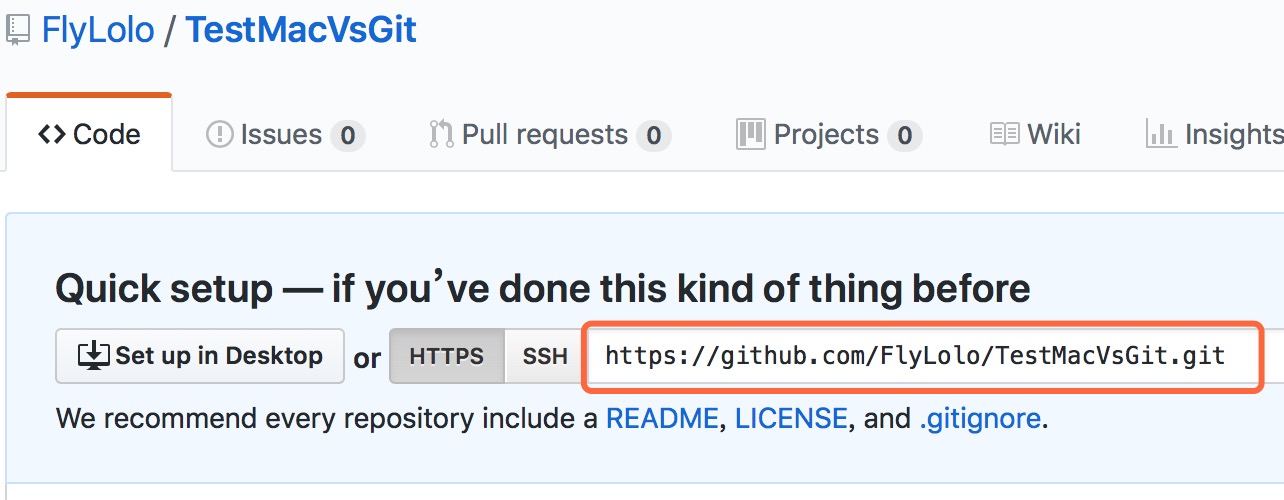 FlyLolo / TestMacVsGit
Code Issues 0 Pull requests 0 Projects 0 Wiki Insights
Quick setup — if you’ve done this kind of thing before
Set up in Desktop or HTTPS SSH https://github.com/FlyLolo/TestMacVsGit.git
We recommend every repository include a README, LICENSE, and .gitignore.